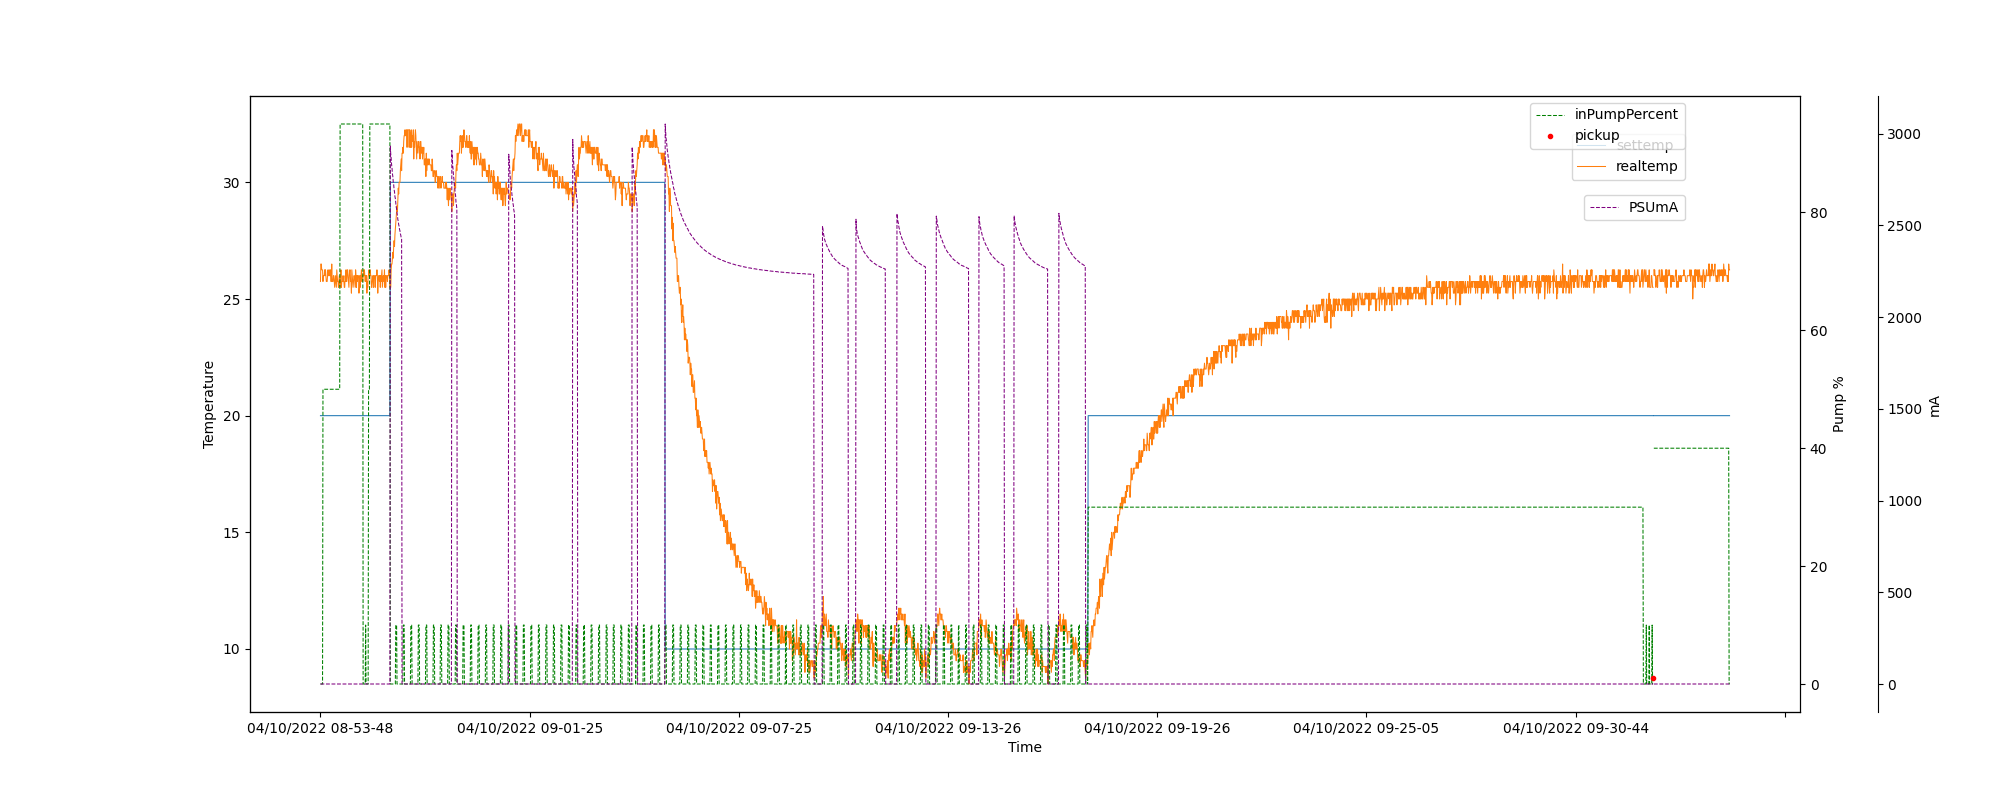 inPumpPercent
pickup
settemp
realtemp
PSUmA
30
25
20
15
10
Temperature
80
60
40
20
0
Pump %
3000
2500
2000
1500
1000
500
0
mA
04/10/2022 08-53-48
04/10/2022 09-01-25
04/10/2022 09-07-25
04/10/2022 09-13-26
04/10/2022 09-19-26
04/10/2022 09-25-05
04/10/2022 09-30-44
Time